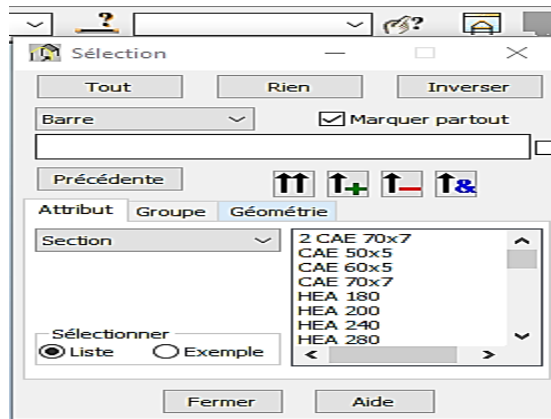 ?
?
Sélection
Tout Rien Inverser
Barre Marquer partout
Précédente + &
Attribut Groupe Géométrie
Section
2 CAE 70x7
CAE 50x5
CAE 60x5
CAE 70x7
HEA 180
HEA 200
HEA 240
HEA 280
Sélectionner
Liste Exemple
Fermer Aide